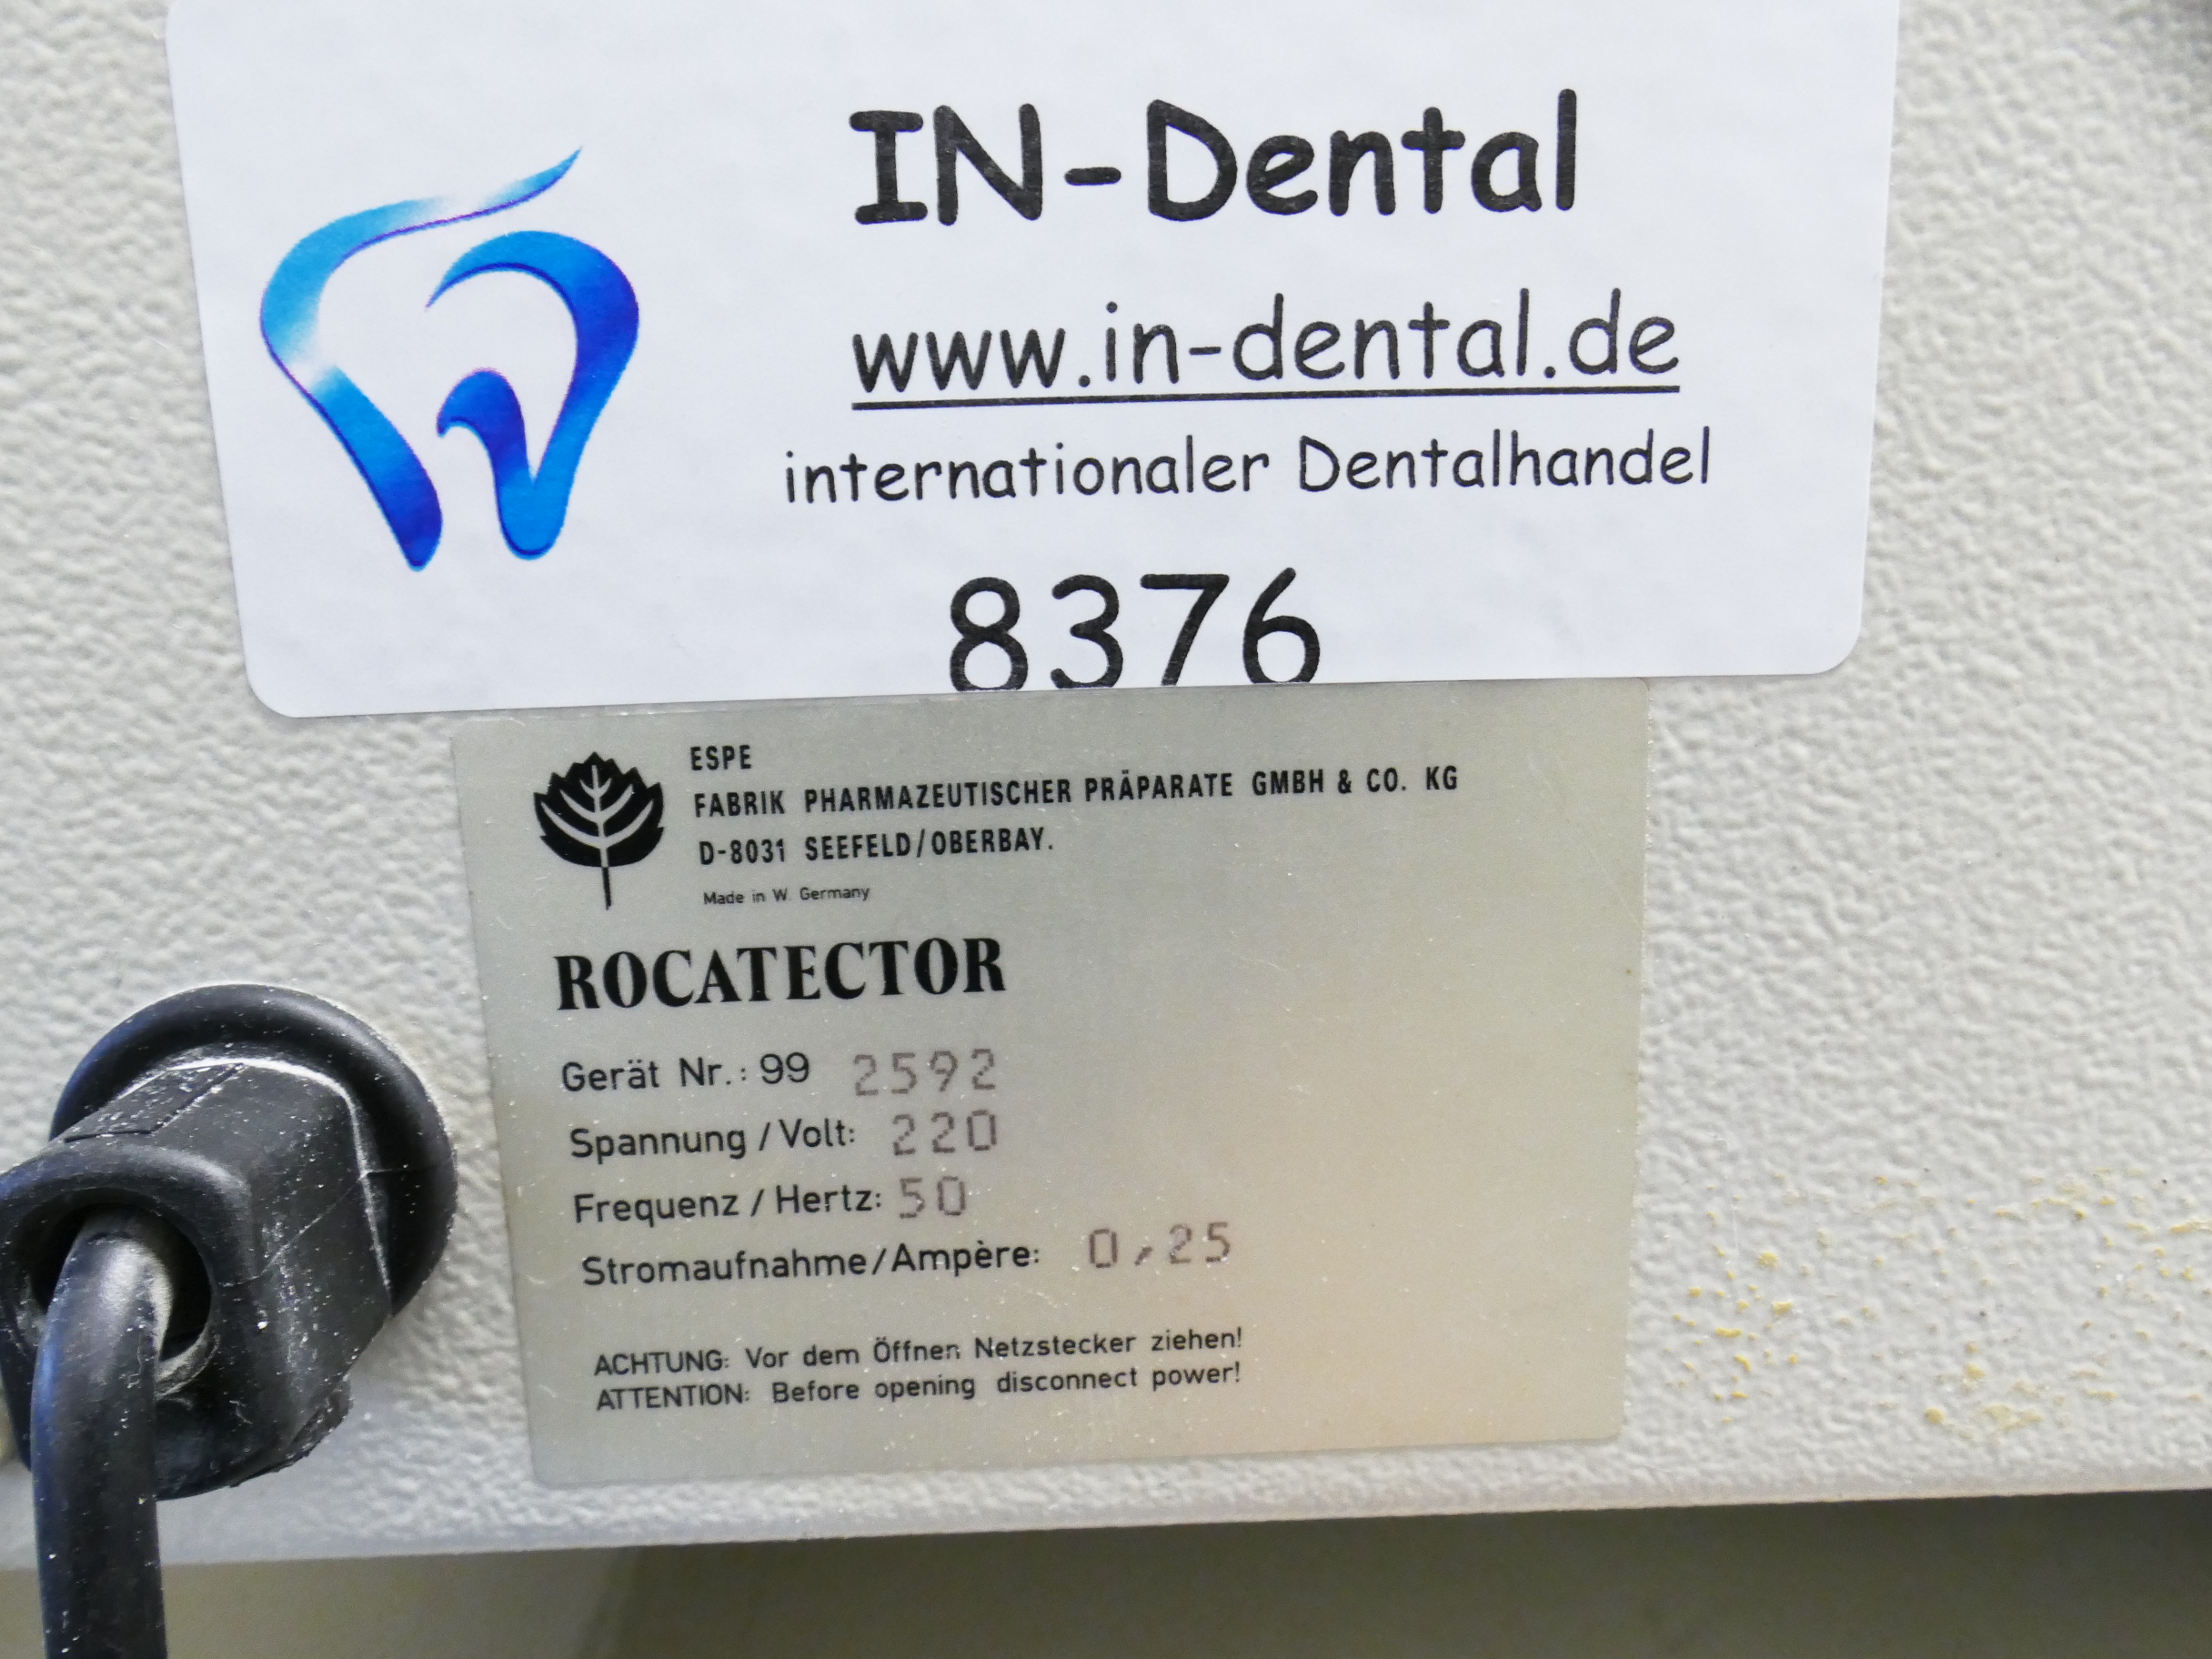 IN-Dental
www.in-dental.de
internationaler Dentalhandel
8376
ESPE
FABRIK PHARMAZEUTISCHER PRÄPARATE GMBH & CO. KG
D-8031 SEEFELD/OBERBAY.
Made in W. Germany
ROCATECTOR
Gerät Nr.: 99 2592
Spannung / Volt: 220
Frequenz / Hertz: 50
Stromaufnahme/Ampère: 0,25
ACHTUNG: Vor dem Öffnen Netzstecker ziehen!
ATTENTION: Before opening disconnect power!